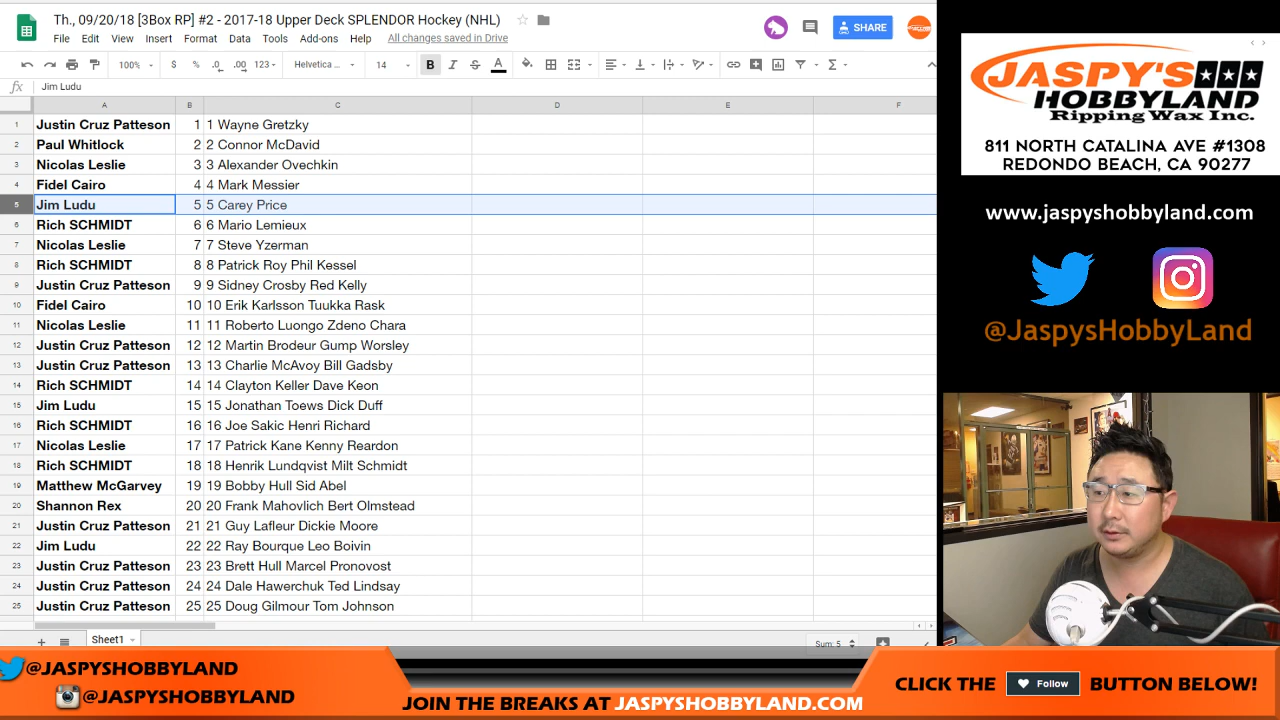 Th., 09/20/18 [3Box RP] #2 - 2017-18 Upper Deck SPLENDOR Hockey (NHL)
File Edit View Insert Format Data Tools Add-ons Help All changes saved in Drive
SHARE
100% $ % .0 .00 123 Helvetica ... 14 B I S A
fx Jim Ludu
A B C D E F
1 Justin Cruz Patteson 1 1 Wayne Gretzky
2 Paul Whitlock 2 2 Connor McDavid
3 Nicolas Leslie 3 3 Alexander Ovechkin
4 Fidel Cairo 4 4 Mark Messier
5 Jim Ludu 5 5 Carey Price
6 Rich SCHMIDT 6 6 Mario Lemieux
7 Nicolas Leslie 7 7 Steve Yzerman
8 Rich SCHMIDT 8 8 Patrick Roy Phil Kessel
9 Justin Cruz Patteson 9 9 Sidney Crosby Red Kelly
10 Fidel Cairo 10 10 Erik Karlsson Tuukka Rask
11 Nicolas Leslie 11 11 Roberto Luongo Zdeno Chara
12 Justin Cruz Patteson 12 12 Martin Brodeur Gump Worsley
13 Justin Cruz Patteson 13 13 Charlie McAvoy Bill Gadsby
14 Rich SCHMIDT 14 14 Clayton Keller Dave Keon
15 Jim Ludu 15 15 Jonathan Toews Dick Duff
16 Rich SCHMIDT 16 16 Joe Sakic Henri Richard
17 Nicolas Leslie 17 17 Patrick Kane Kenny Reardon
18 Rich SCHMIDT 18 18 Henrik Lundqvist Milt Schmidt
19 Matthew McGarvey 19 19 Bobby Hull Sid Abel
20 Shannon Rex 20 20 Frank Mahovlich Bert Olmstead
21 Justin Cruz Patteson 21 21 Guy Lafleur Dickie Moore
22 Jim Ludu 22 22 Ray Bourque Leo Boivin
23 Justin Cruz Patteson 23 23 Brett Hull Marcel Pronovost
24 Justin Cruz Patteson 24 24 Dale Hawerchuk Ted Lindsay
25 Justin Cruz Patteson 25 25 Doug Gilmour Tom Johnson
Sheet1 Sum: 5
JASPY'S
HOBBYLAND
Ripping Wax Inc.
811 NORTH CATALINA AVE #1308
REDONDO BEACH, CA 90277
www.jaspyshobbyland.com
@JaspysHobbyLand
@JASPYSHOBBYLAND
@JASPYSHOBBYLAND
JOIN THE BREAKS AT JASPYSHOBBYLAND.COM
CLICK THE Follow BUTTON BELOW!